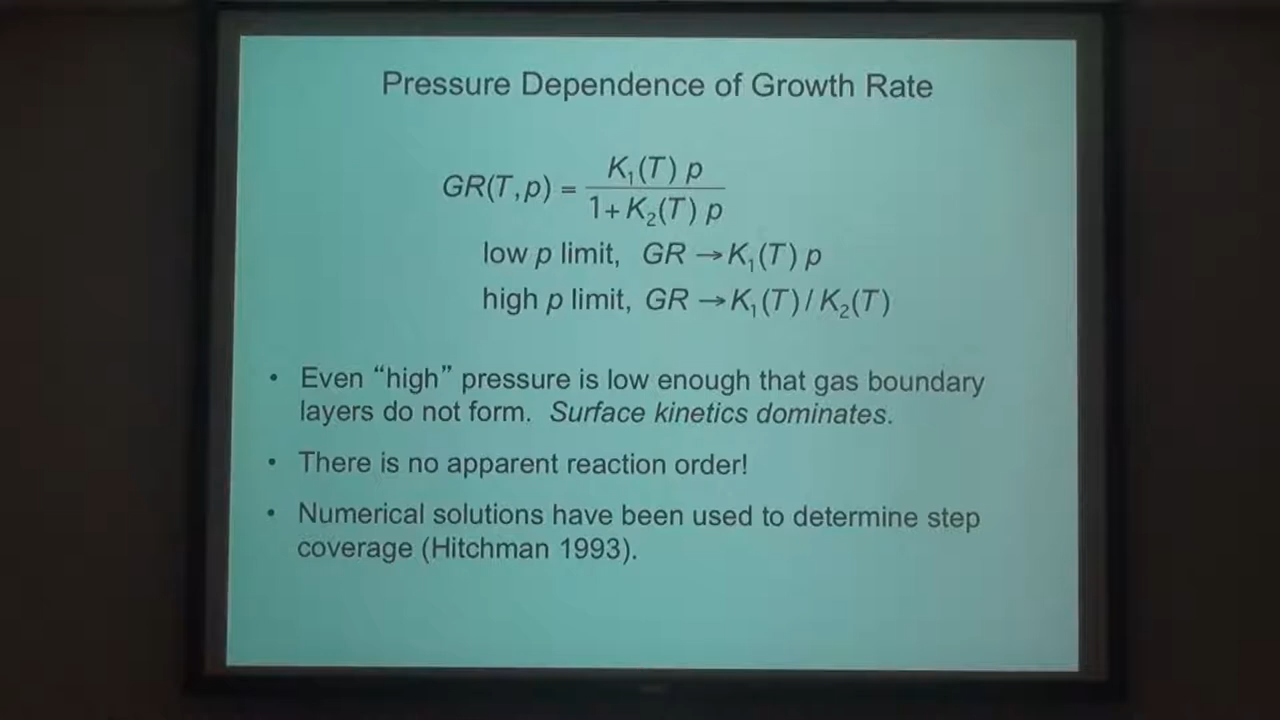 Pressure Dependence of Growth Rate
GR(T,p) = K₁(T) p / 1+ K₂(T) p
low p limit, GR → K₁(T) p
high p limit, GR → K₁(T) / K₂(T)
• Even “high” pressure is low enough that gas boundary
layers do not form. Surface kinetics dominates.
• There is no apparent reaction order!
• Numerical solutions have been used to determine step
coverage (Hitchman 1993).